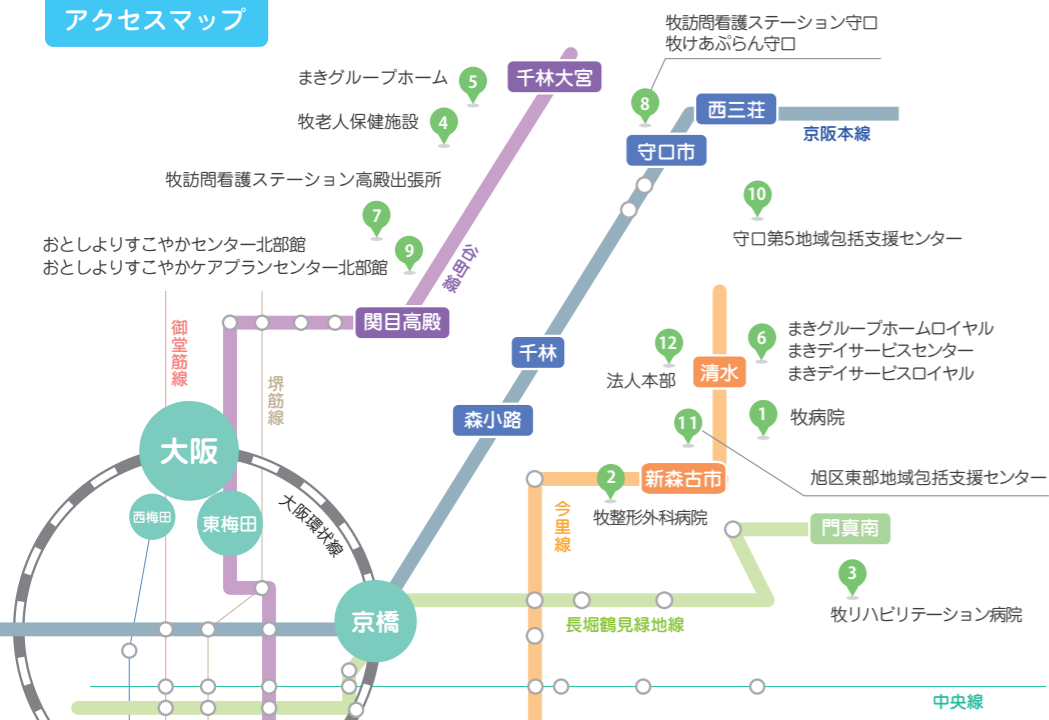 アクセスマップ
牧訪問看護ステーション守口
牧けあぷらん守口
まきグループホーム
5
千林大宮
8
西三荘
京阪本線
牧老人保健施設
4
守口市
牧訪問看護ステーション高殿出張所
7
10
守口第5地域包括支援センター
おとしよりすこやかセンター北部館
おとしよりすこやかケアプランセンター北部館
9
谷町線
御堂筋線
関目高殿
堺筋線
千林
12
法人本部
清水
6
まきグループホームロイヤル
まきデイサービスセンター
まきデイサービスロイヤル
森小路
11
1
牧病院
大阪
旭区東部地域包括支援センター
2
新森古市
牧整形外科病院
西梅田
東梅田
大阪環状線
今里線
門真南
3
牧リハビリテーション病院
京橋
長堀鶴見緑地線
中央線